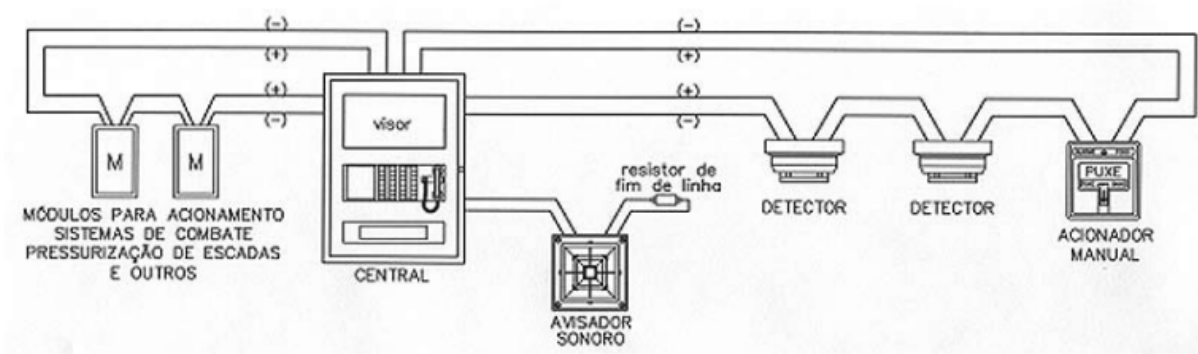 (-)
(+)
(+)
(-)
(-)
(+)
(+)
(-)
visor
M
M
MÓDULOS PARA ACIONAMENTO
SISTEMAS DE COMBATE
PRESSURIZAÇÃO DE ESCADAS
E OUTROS
CENTRAL
resistor de
fim de linha
AVISADOR
SONORO
DETECTOR
DETECTOR
PUXE
ACIONADOR
MANUAL